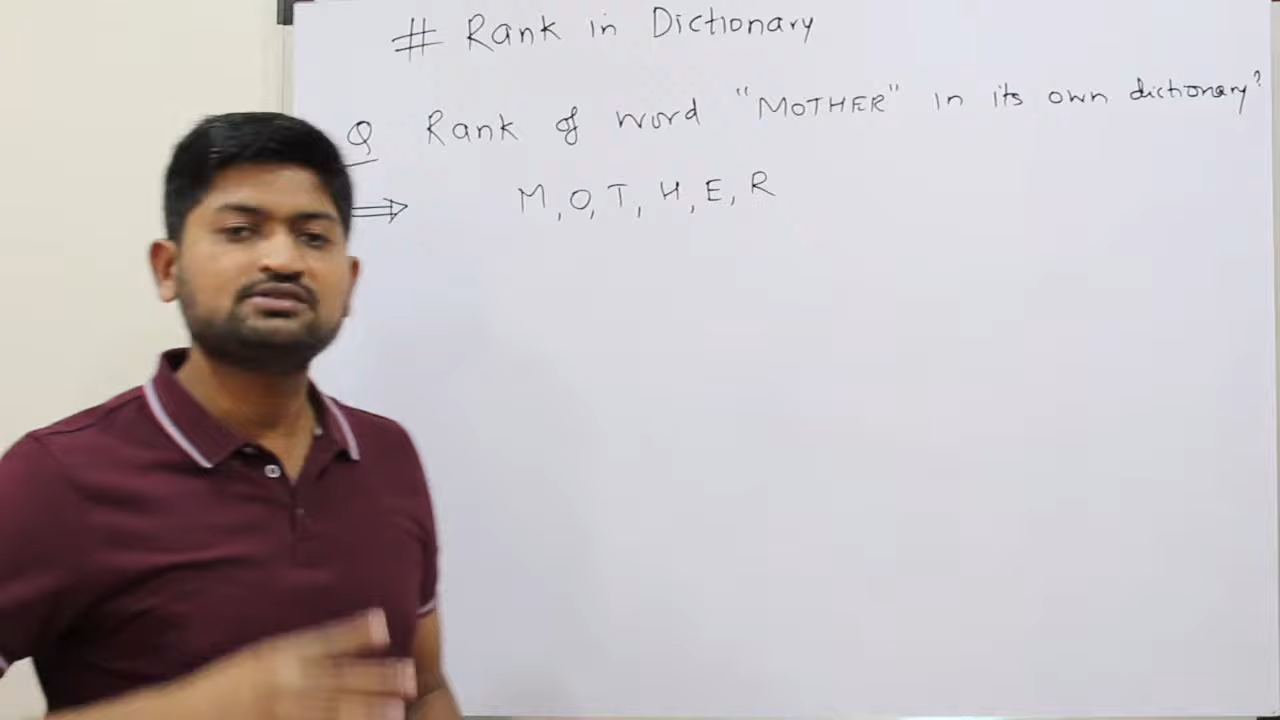 # Rank in Dictionary
Q Rank of word "MOTHER" in its own dictionary?
⇒ M, O, T, H, E, R